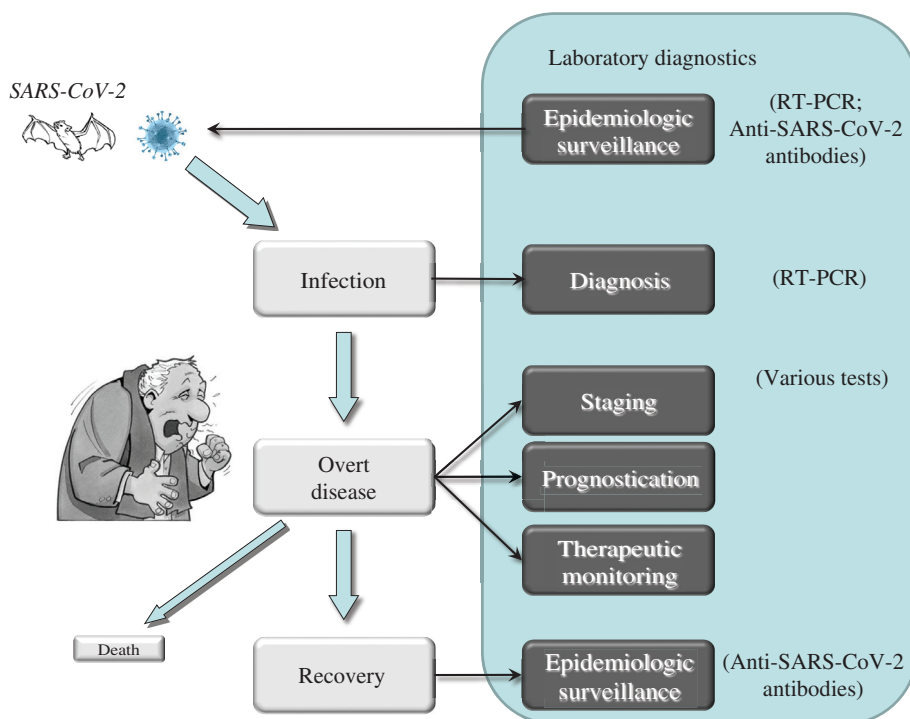 Laboratory diagnostics
SARS-CoV-2
Epidemiologic
surveillance
(RT-PCR;
Anti-SARS-CoV-2
antibodies)
Infection
Diagnosis
(RT-PCR)
(Various tests)
Staging
Overt
disease
Prognostication
Therapeutic
monitoring
Death
Recovery
Epidemiologic
surveillance
(Anti-SARS-CoV-2
antibodies)